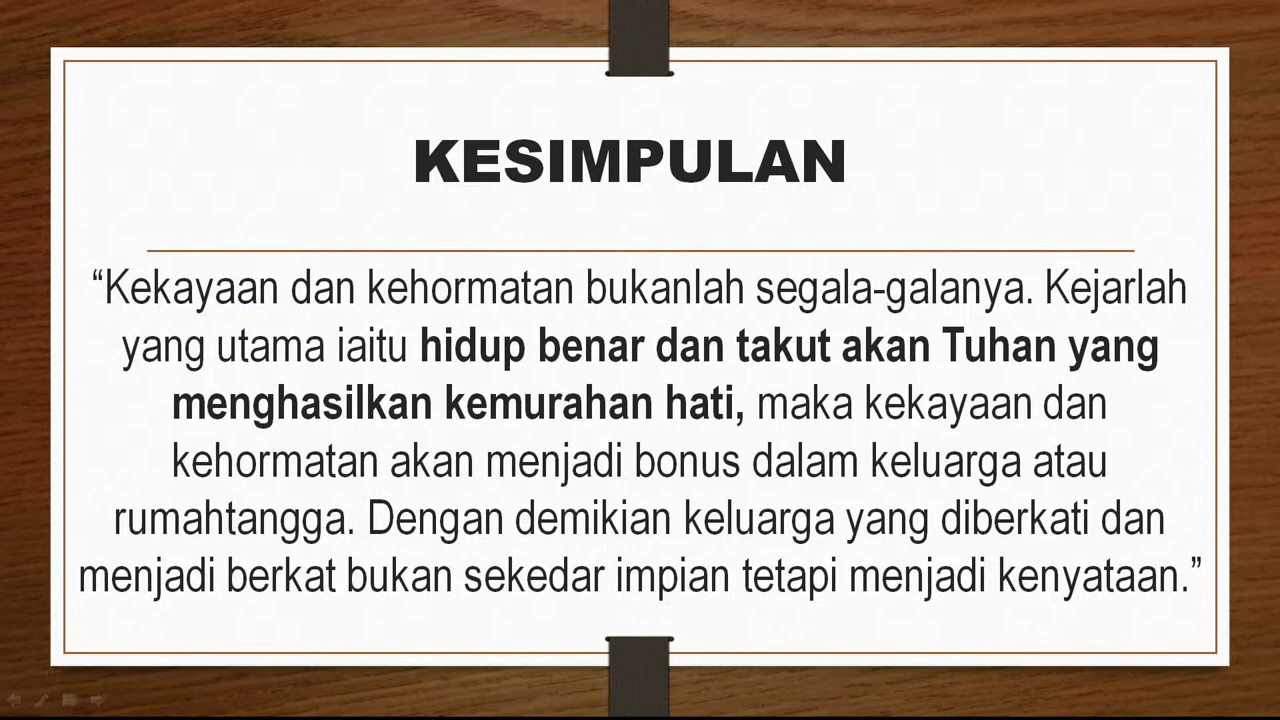 KESIMPULAN
“Kekayaan dan kehormatan bukanlah segala-galanya. Kejarlah
yang utama iaitu hidup benar dan takut akan Tuhan yang
menghasilkan kemurahan hati, maka kekayaan dan
kehormatan akan menjadi bonus dalam keluarga atau
rumahtangga. Dengan demikian keluarga yang diberkati dan
menjadi berkat bukan sekedar impian tetapi menjadi kenyataan.”